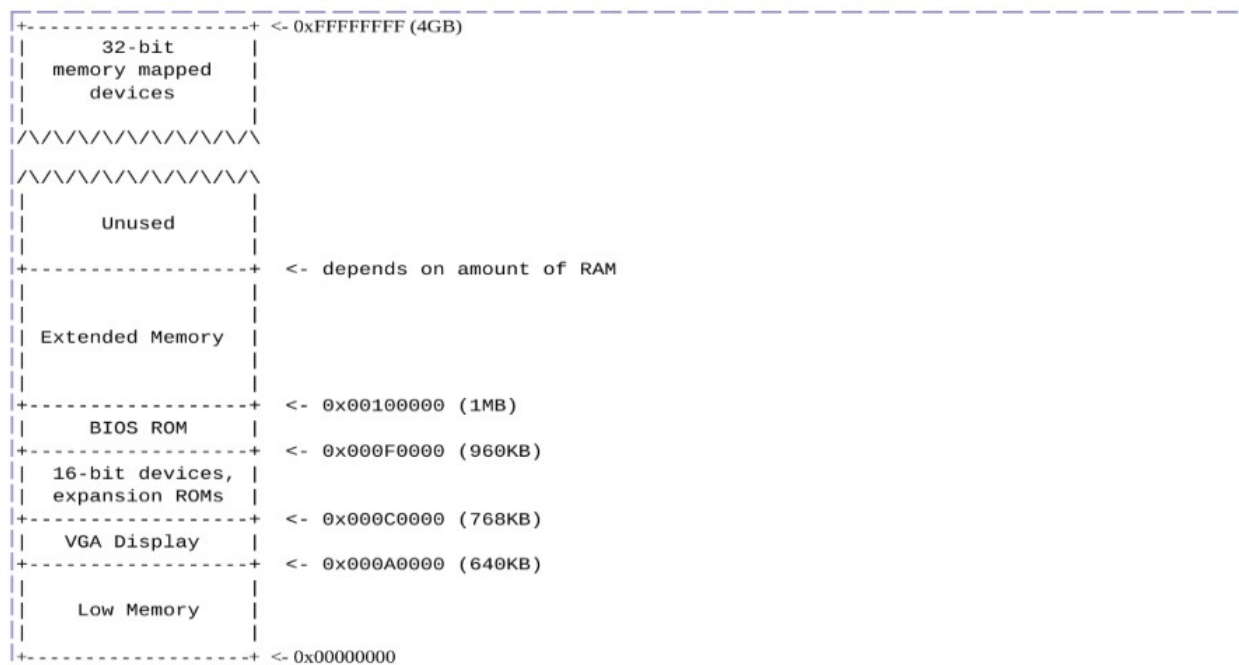 +------------------+ <- 0xFFFFFFFFF (4GB)
| 32-bit |
| memory mapped |
| devices |
| |
/\/\/\/\/\/\/\/\/\/\
/\/\/\/\/\/\/\/\/\/\
| |
| Unused |
| |
+------------------+ <- depends on amount of RAM
| |
| |
| Extended Memory |
| |
| |
+------------------+ <- 0x00100000 (1MB)
| BIOS ROM |
+------------------+ <- 0x000F0000 (960KB)
| 16-bit devices, |
| expansion ROMs |
+------------------+ <- 0x000C0000 (768KB)
| VGA Display |
+------------------+ <- 0x000A0000 (640KB)
| |
| Low Memory |
| |
+------------------+ <- 0x00000000